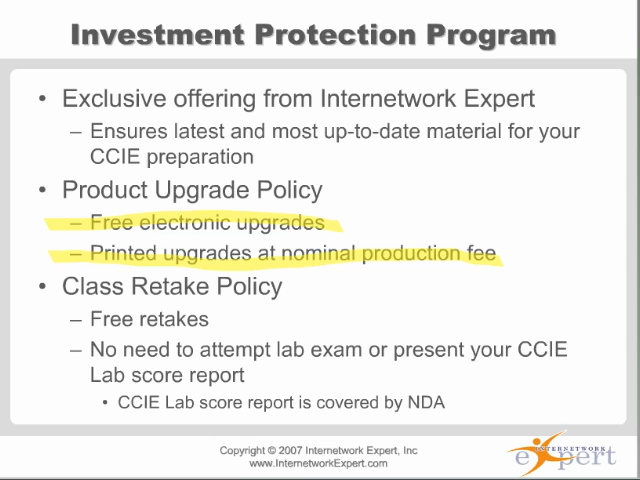 Investment Protection Program
• Exclusive offering from Internetwork Expert
– Ensures latest and most up-to-date material for your
CCIE preparation
• Product Upgrade Policy
– Free electronic upgrades
– Printed upgrades at nominal production fee
• Class Retake Policy
– Free retakes
– No need to attempt lab exam or present your CCIE
Lab score report
• CCIE Lab score report is covered by NDA
Copyright © 2007 Internetwork Expert, Inc
www.InternetworkExpert.com
INTERNETWORK
eXpert